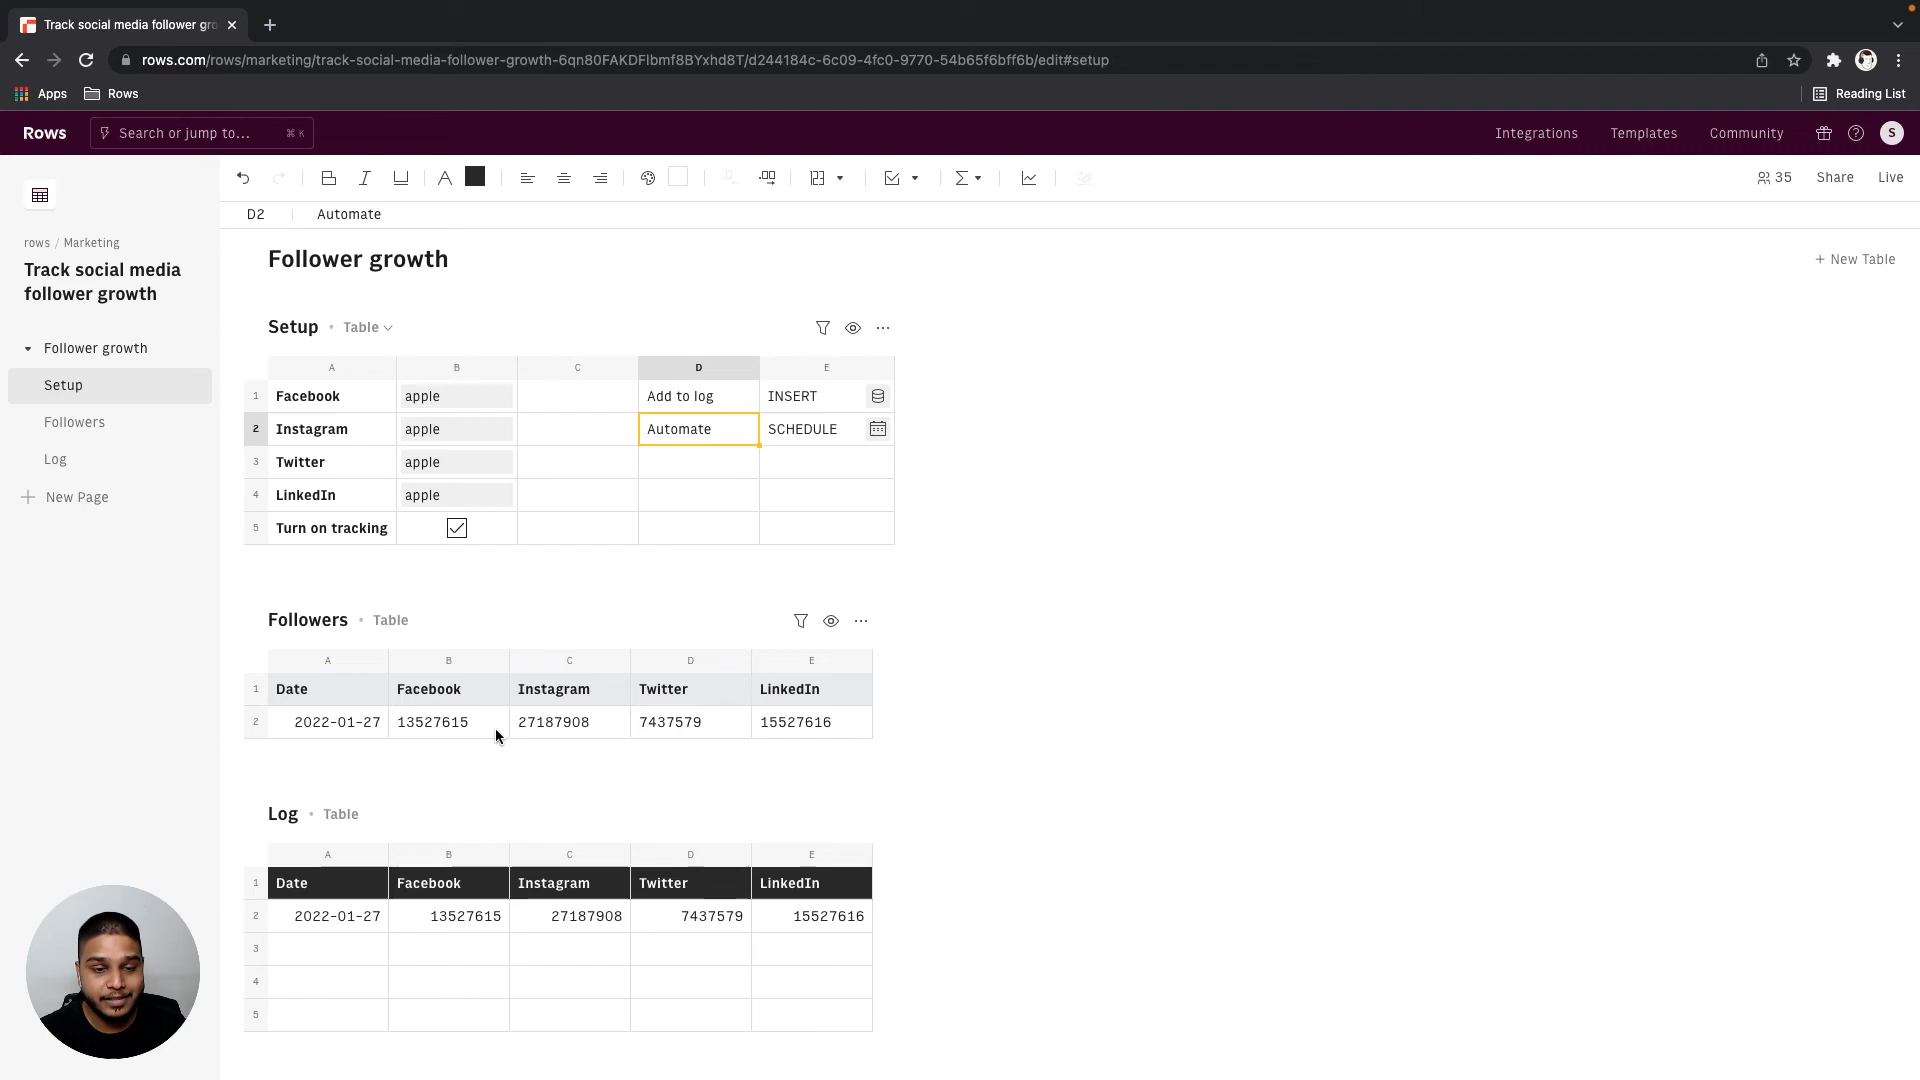 Track social media follower gro
rows.com/rows/marketing/track-social-media-follower-growth-6qn80FAKDFlbmf8BYxhd8T/d244184c-6c09-4fc0-9770-54b65f6bff6b/edit#setup
Apps Rows Reading List
Rows Search or jump to... ⌘ K Integrations Templates Community S
35 Share Live
D2 Automate
rows / Marketing
Track social media
follower growth
Follower growth
Setup
Followers
Log
+ New Page
Follower growth + New Table
Setup • Table
A B C D E
1 Facebook apple Add to log INSERT
2 Instagram apple Automate SCHEDULE
3 Twitter apple
4 LinkedIn apple
5 Turn on tracking
Followers • Table
A B C D E
1 Date Facebook Instagram Twitter LinkedIn
2 2022-01-27 13527615 27187908 7437579 15527616
Log • Table
A B C D E
1 Date Facebook Instagram Twitter LinkedIn
2 2022-01-27 13527615 27187908 7437579 15527616
3
4
5